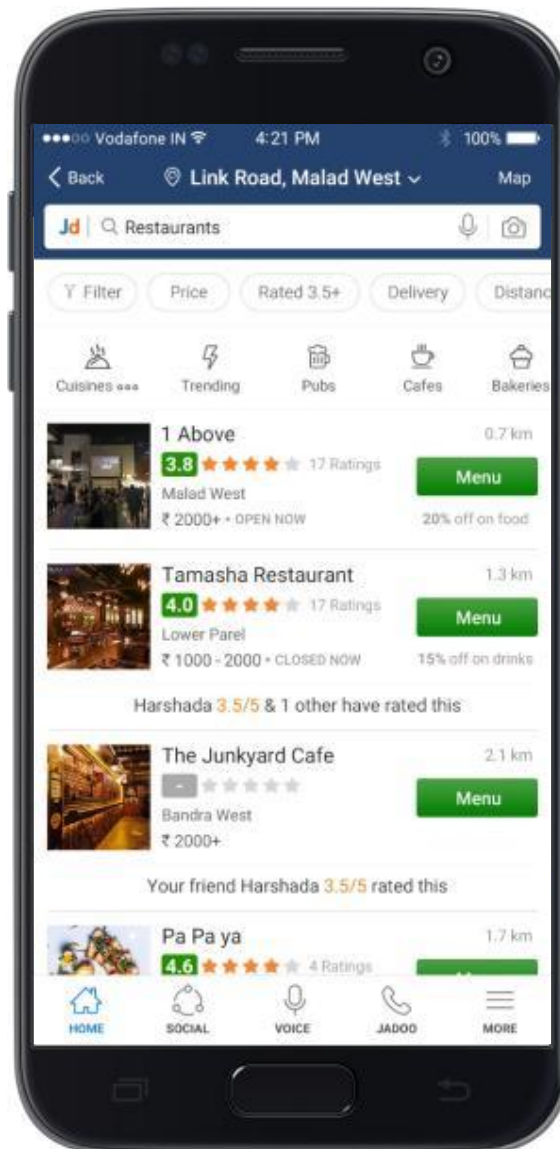 Vodafone IN 4:21 PM 100%
Back Link Road, Malad West Map
Jd Restaurants
Filter Price Rated 3.5+ Delivery Distanc
Cuisines Trending Pubs Cafes Bakeries
1 Above 0.7 km
3.8 17 Ratings Menu
Malad West
₹ 2000+ • OPEN NOW 20% off on food
Tamasha Restaurant 1.3 km
4.0 17 Ratings Menu
Lower Parel
₹ 1000 - 2000 • CLOSED NOW 15% off on drinks
Harshada 3.5/5 & 1 other have rated this
The Junkyard Cafe 2.1 km
- Menu
Bandra West
₹ 2000+
Your friend Harshada 3.5/5 rated this
Pa Pa ya 1.7 km
4.6 4 Ratings
HOME SOCIAL VOICE JADOO MORE